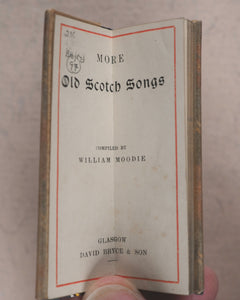 MORE
Old Scotch Songs
COMPILED BY
WILLIAM MOODIE
GLASGOW
DAVID BRYCE & SON